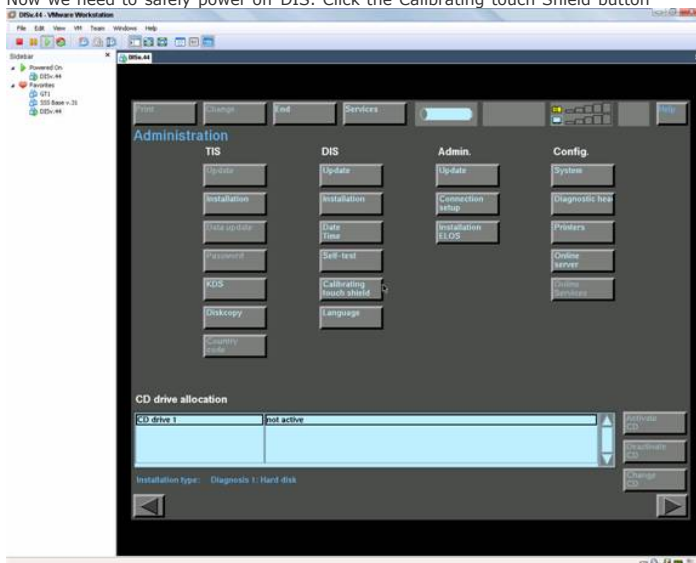 Now we need to safely power on DIS. Click the Calibrating touch Shield button
DISv.44 - VMware Workstation
File Edit View VM Team Windows Help
Sidebar
Powered On
DISv.44
Favorites
GT1
SSS Base v.31
DISv.44
DISv.44
Print Change End Services Help
Administration
TIS DIS Admin. Config.
Update Update Update System
Installation Installation Connection setup Diagnostic head
Data update Date Time Installation ELOS Printers
Password Self-test Online server
KDS Calibrating touch shield Online Services
Diskcopy Language
Country code
CD drive allocation
CD drive 1 not active
Activate CD
Deactivate CD
Change CD
Installation type: Diagnosis 1: Hard disk